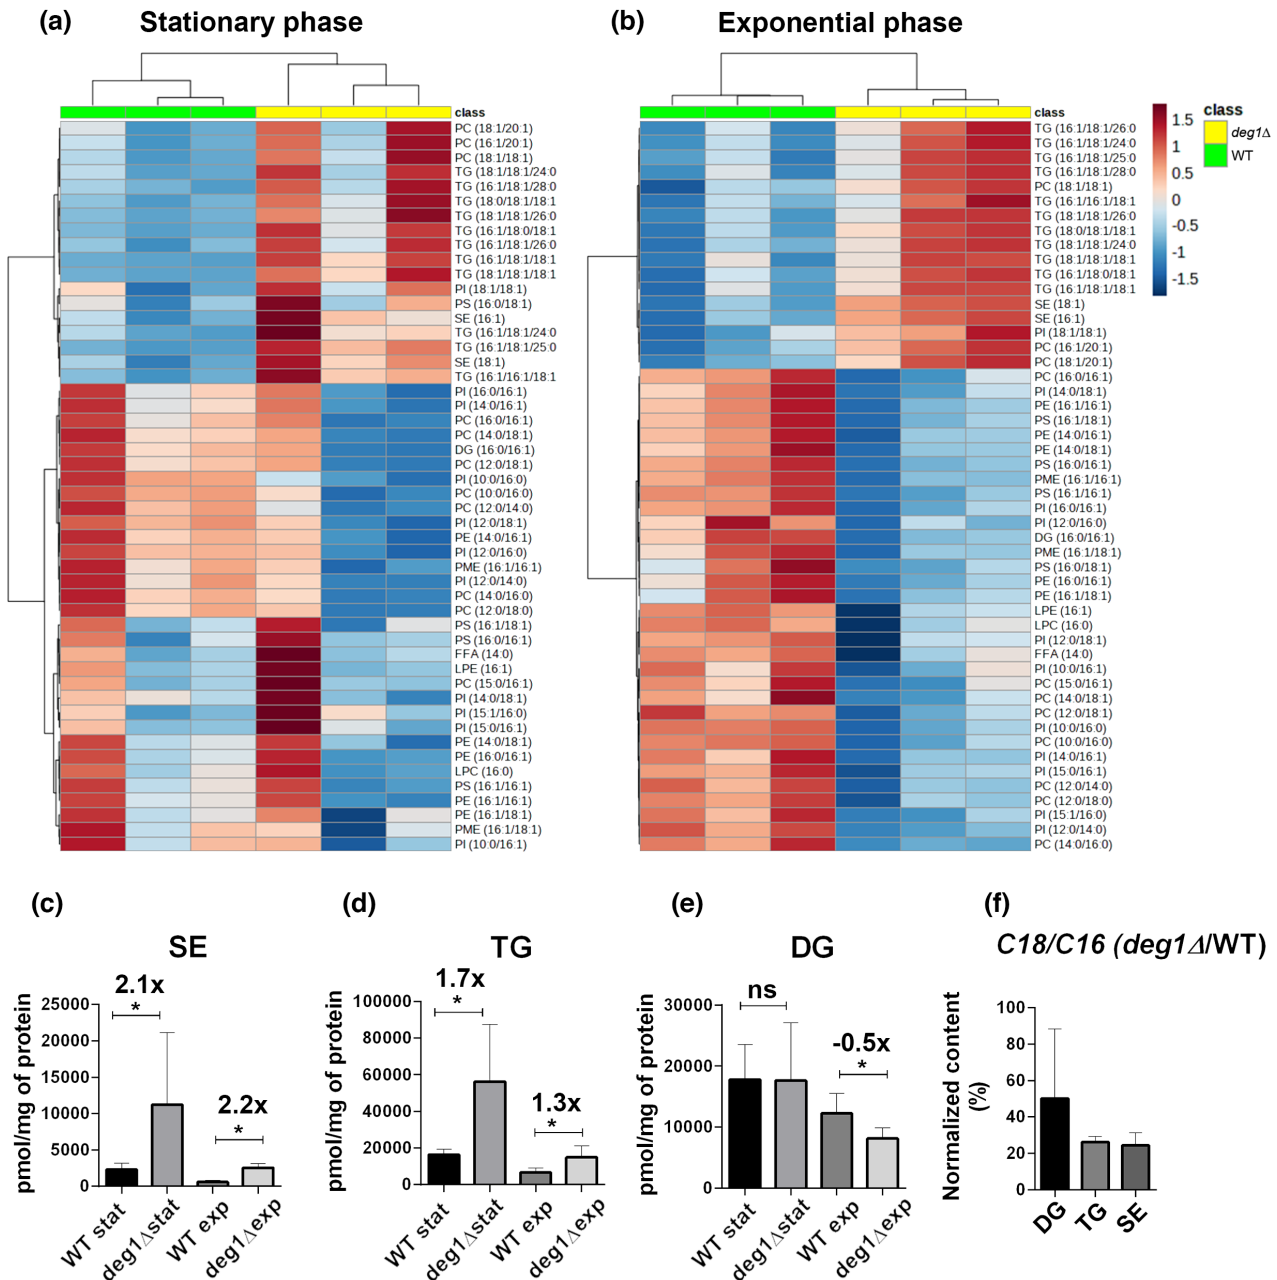 (a)
Stationary phase
class
PC (18:1/20:1)
PC (16:1/20:1)
PC (18:1/18:1)
TG (18:1/18:1/24:0
TG (16:1/18:1/28:0
TG (18:0/18:1/18:1
TG (18:1/18:1/26:0
TG (16:1/18:0/18:1
TG (16:1/18:1/26:0
TG (16:1/18:1/18:1
TG (18:1/18:1/18:1
PI (18:1/18:1)
PS (16:0/18:1)
SE (16:1)
TG (16:1/18:1/24:0
TG (16:1/18:1/25:0
SE (18:1)
TG (16:1/16:1/18:1
PI (16:0/16:1)
PI (14:0/16:1)
PC (16:0/16:1)
PC (14:0/18:1)
DG (16:0/16:1)
PC (12:0/18:1)
PI (10:0/16:0)
PC (10:0/16:0)
PC (12:0/14:0)
PI (12:0/18:1)
PE (14:0/16:1)
PI (12:0/16:0)
PME (16:1/16:1)
PI (12:0/14:0)
PC (14:0/16:0)
PC (12:0/18:0)
PS (16:1/18:1)
PS (16:0/16:1)
FFA (14:0)
LPE (16:1)
PC (15:0/16:1)
PI (14:0/18:1)
PI (15:1/16:0)
PI (15:0/16:1)
PE (14:0/18:1)
PE (16:0/16:1)
LPC (16:0)
PS (16:1/16:1)
PE (16:1/16:1)
PE (16:1/18:1)
PME (16:1/18:1)
PI (10:0/16:1)
(b)
Exponential phase
class
TG (16:1/18:1/26:0
TG (16:1/18:1/24:0
TG (16:1/18:1/25:0
TG (16:1/18:1/28:0
PC (18:1/18:1)
TG (16:1/16:1/18:1
TG (18:1/18:1/26:0
TG (18:0/18:1/18:1
TG (18:1/18:1/24:0
TG (18:1/18:1/18:1
TG (16:1/18:0/18:1
TG (16:1/18:1/18:1
SE (18:1)
SE (16:1)
PI (18:1/18:1)
PC (16:1/20:1)
PC (18:1/20:1)
PC (16:0/16:1)
PI (14:0/18:1)
PE (16:1/16:1)
PS (16:1/18:1)
PE (14:0/16:1)
PE (14:0/18:1)
PS (16:0/16:1)
PME (16:1/16:1)
PS (16:1/16:1)
PI (16:0/16:1)
PI (12:0/16:0)
DG (16:0/16:1)
PME (16:1/18:1)
PS (16:0/18:1)
PE (16:0/16:1)
PE (16:1/18:1)
LPE (16:1)
LPC (16:0)
PI (12:0/18:1)
FFA (14:0)
PI (10:0/16:1)
PC (15:0/16:1)
PC (14:0/18:1)
PC (12:0/18:1)
PI (10:0/16:0)
PC (10:0/16:0)
PI (14:0/16:1)
PI (15:0/16:1)
PC (12:0/14:0)
PC (12:0/18:0)
PI (15:1/16:0)
PI (12:0/14:0)
PC (14:0/16:0)
1.5
1
0.5
0
-0.5
-1
-1.5
class
deg1Δ
WT
(c)
SE
pmol/mg of protein
25000
20000
15000
10000
5000
0
2.1x
*
2.2x
*
WT stat
deg1Δstat
WT exp
deg1Δexp
(d)
TG
pmol/mg of protein
100000
80000
60000
40000
20000
0
1.7x
*
1.3x
*
WT stat
deg1Δstat
WT exp
deg1Δexp
(e)
DG
pmol/mg of protein
30000
20000
10000
0
ns
-0.5x
*
WT stat
deg1Δstat
WT exp
deg1Δexp
(f)
C18/C16 (deg1Δ/WT)
Normalized content
(%)
100
80
60
40
20
0
DG
TG
SE